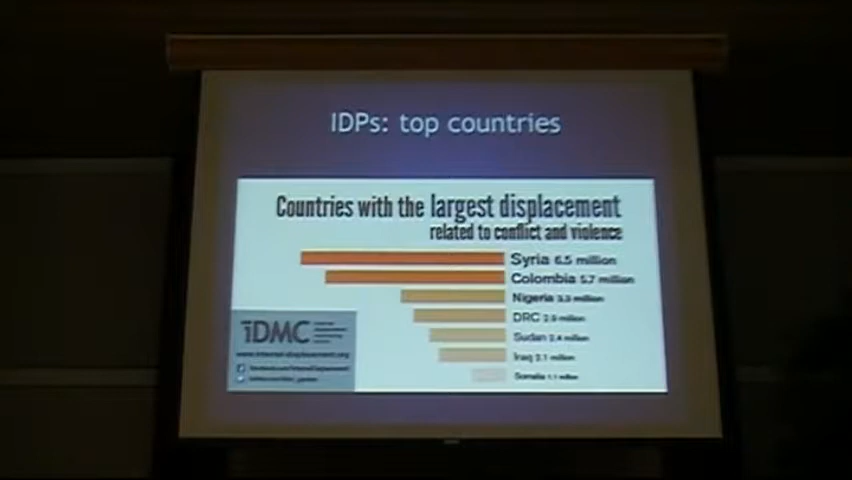 IDPs: top countries
Countries with the largest displacement
related to conflict and violence
Syria 6.5 million
Colombia 5.7 million
Nigeria 3.3 million
DRC 2.9 million
Sudan 2.4 million
Iraq 2.1 million
Somalia 1.1 million
iDMC
www.internal-displacement.org